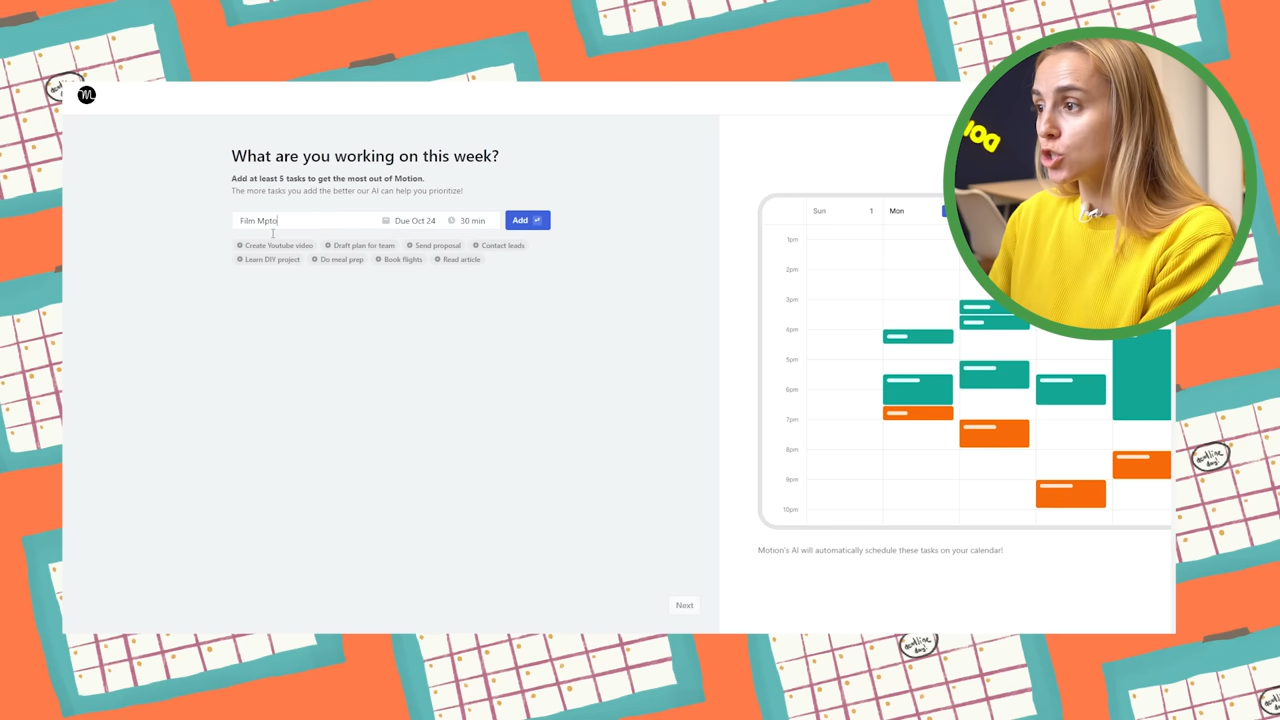 What are you working on this week?
Add at least 5 tasks to get the most out of Motion.
The more tasks you add the better our AI can help you prioritize!
Film Mpto Due Oct 24 30 min Add
Create Youtube video Draft plan for team Send proposal Contact leads
Learn DIY project Do meal prep Book flights Read article
Sun 1 Mon
1pm
2pm
3pm
4pm
5pm
6pm
7pm
8pm
9pm
10pm
Motion's AI will automatically schedule these tasks on your calendar!
Next
deadline day!
deadline day!